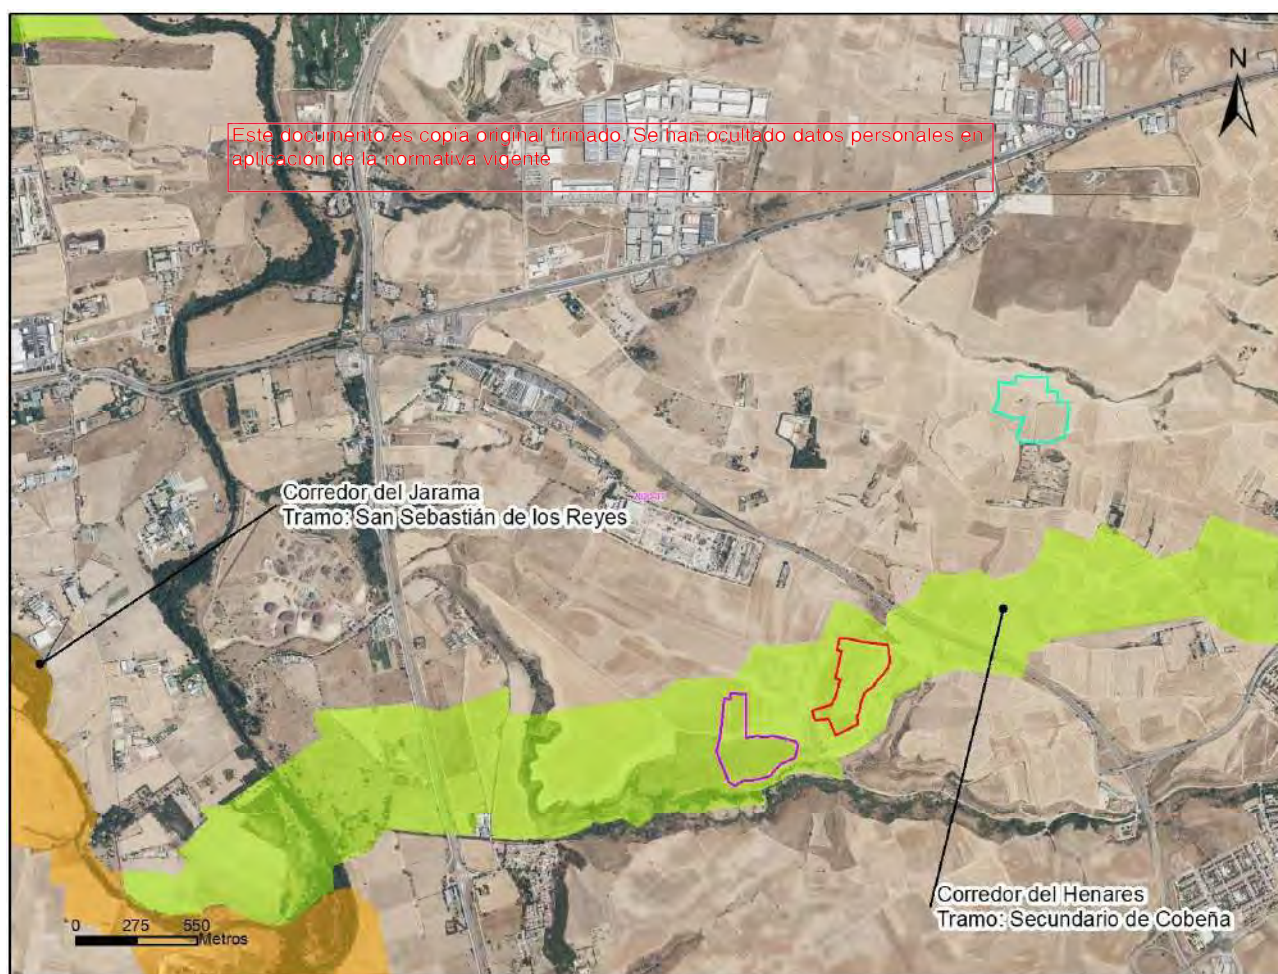 N
Este documento es copia original firmado. Se han ocultado datos personales en
aplicacion de la normativa vigente
Corredor del Jarama
Tramo: San Sebastián de los Reyes
Corredor del Henares
Tramo: Secundario de Cobeña
0 275 550
Metros